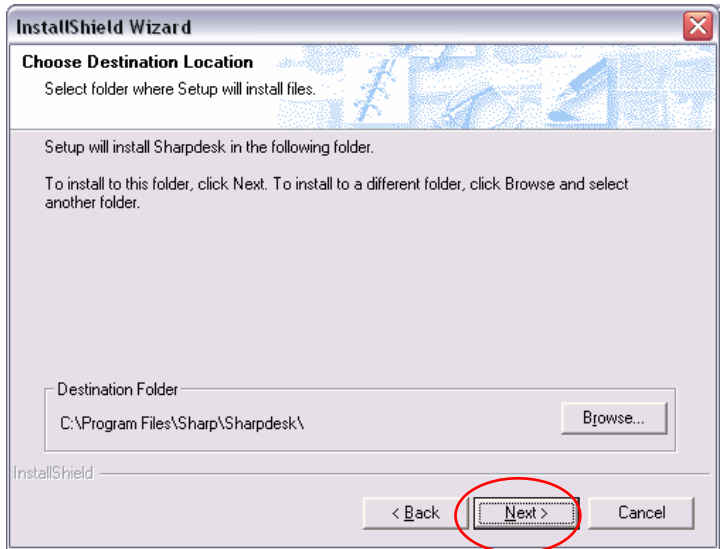 InstallShield Wizard
Choose Destination Location
Select folder where Setup will install files.
Setup will install Sharpdesk in the following folder.
To install to this folder, click Next. To install to a different folder, click Browse and select
another folder.
Destination Folder
C:\Program Files\Sharp\Sharpdesk\
Browse...
InstallShield
< Back
Next >
Cancel